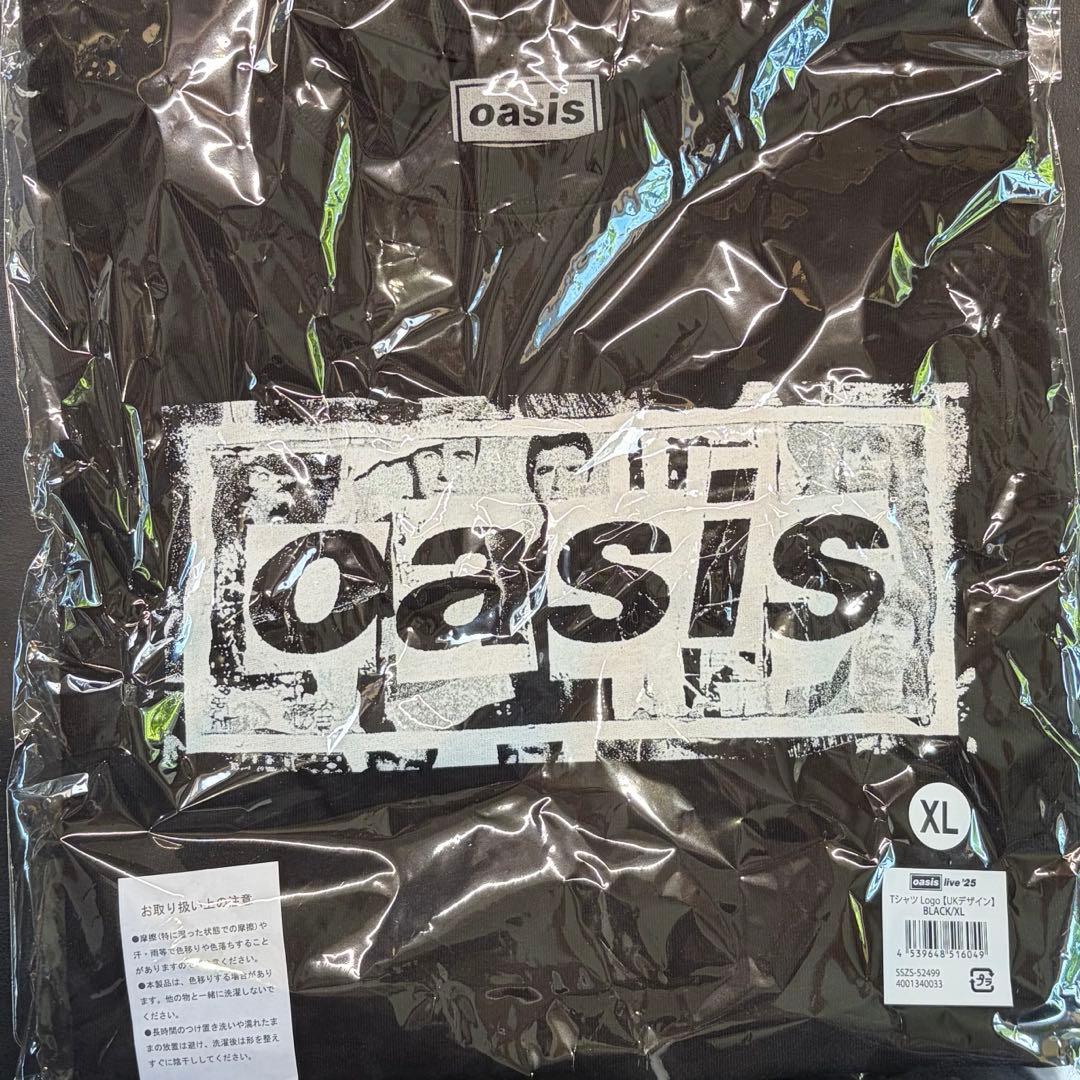 oasis
oasis
XL
oasis live '25
Tシャツ Logo【UKデザイン】
BLACK/XL
4 539648 516049
SSZS-52499
4001340033
プラ
お取り扱い上の注意
●摩擦(特に湿った状態での摩擦)や
汗・雨等で色移りや色落ちすること
がありますのでご注意ください。
●本製品は、色移りする場合があり
ます。他の物と一緒に洗濯しないで
ください。
●長時間のつけ置き洗いや濡れたま
まの放置は避け、洗濯後は形を整え
すぐに陰干ししてください。